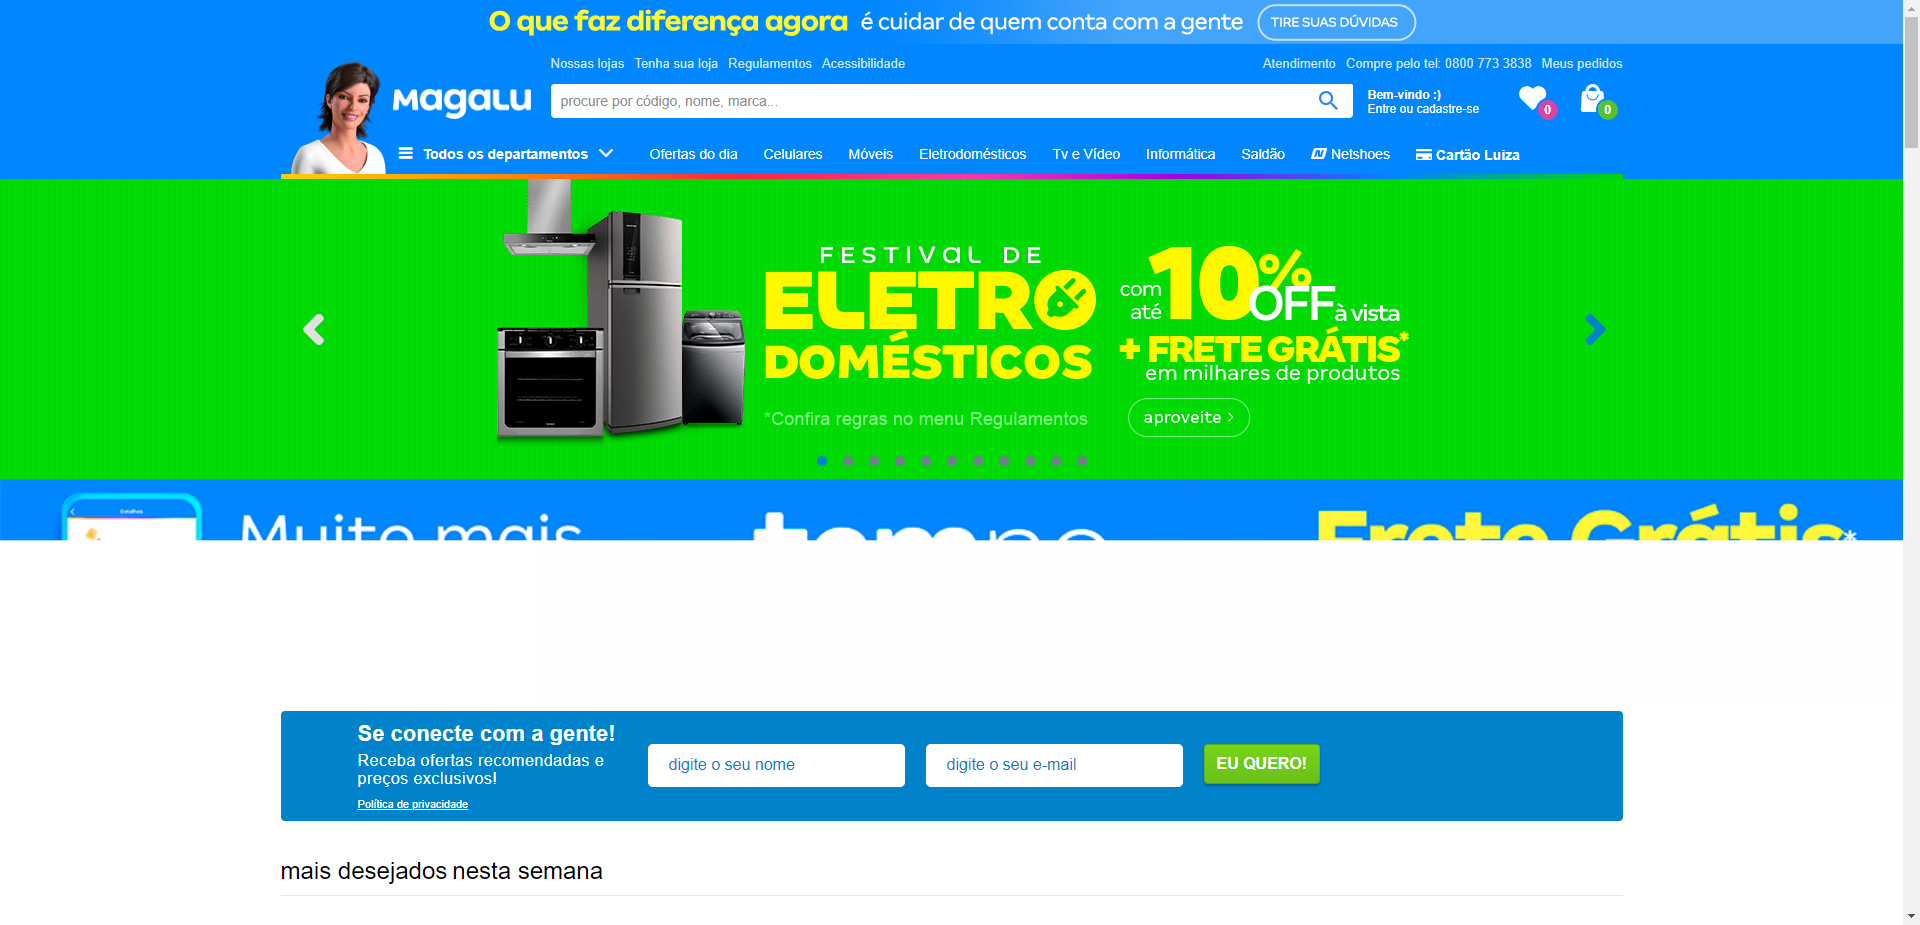 O que faz diferença agora é cuidar de quem conta com a gente TIRE SUAS DÚVIDAS
Nossas lojas Tenha sua loja Regulamentos Acessibilidade Atendimento Compre pelo tel: 0800 773 3838 Meus pedidos
MAGALU
procure por código, nome, marca...
Bem-vindo :)
Entre ou cadastre-se
0
0
Todos os departamentos Ofertas do dia Celulares Móveis Eletrodomésticos Tv e Vídeo Informática Saldão Netshoes Cartão Luiza
FESTIVAL DE
ELETRO
DOMÉSTICOS
*Confira regras no menu Regulamentos
com até 10% OFF à vista
+ FRETE GRÁTIS*
em milhares de produtos
aproveite >
Detalhes
Muito mais tempo Frete Grátis*
Se conecte com a gente!
Receba ofertas recomendadas e
preços exclusivos!
Política de privacidade
digite o seu nome
digite o seu e-mail
EU QUERO!
mais desejados nesta semana